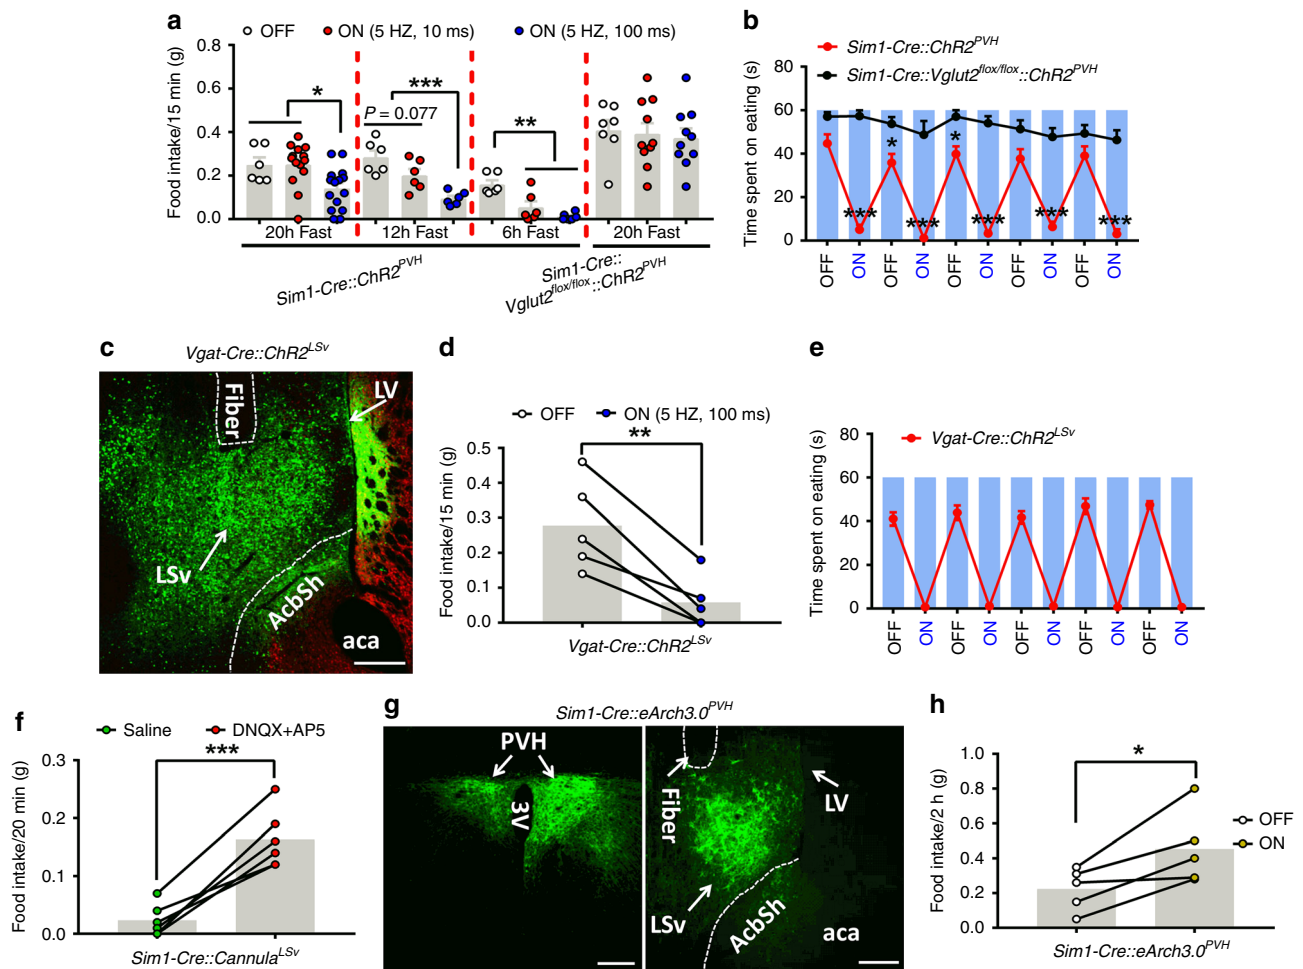 a
OFF
ON (5 HZ, 10 ms)
ON (5 HZ, 100 ms)
Food intake/15 min (g)
0.8
0.6
0.4
0.2
0.0
*
P = 0.077
***
**
20h Fast
12h Fast
6h Fast
20h Fast
Sim1-Cre::ChR2PVH
Sim1-Cre::
Vglut2flox/flox::ChR2PVH
b
Sim1-Cre::ChR2PVH
Sim1-Cre::Vglut2flox/flox::ChR2PVH
Time spent on eating (s)
80
60
40
20
0
* *
*** *** *** *** ***
OFF ON OFF ON OFF ON OFF ON OFF ON
c
Vgat-Cre::ChR2LSv
Fiber
LV
LSv
AcbSh
aca
d
OFF
ON (5 HZ, 100 ms)
Food intake/15 min (g)
0.5
0.4
0.3
0.2
0.1
0.0
**
Vgat-Cre::ChR2LSv
e
Vgat-Cre::ChR2LSv
Time spent on eating (s)
80
60
40
20
0
OFF ON OFF ON OFF ON OFF ON OFF ON
f
Saline
DNQX+AP5
Food intake/20 min (g)
0.3
0.2
0.1
0.0
***
Sim1-Cre::CannulaLSv
g
Sim1-Cre::eArch3.0PVH
PVH
3V
Fiber
LV
LSv
AcbSh
aca
h
Food intake/2 h (g)
1.0
0.8
0.6
0.4
0.2
0.0
*
OFF
ON
Sim1-Cre::eArch3.0PVH